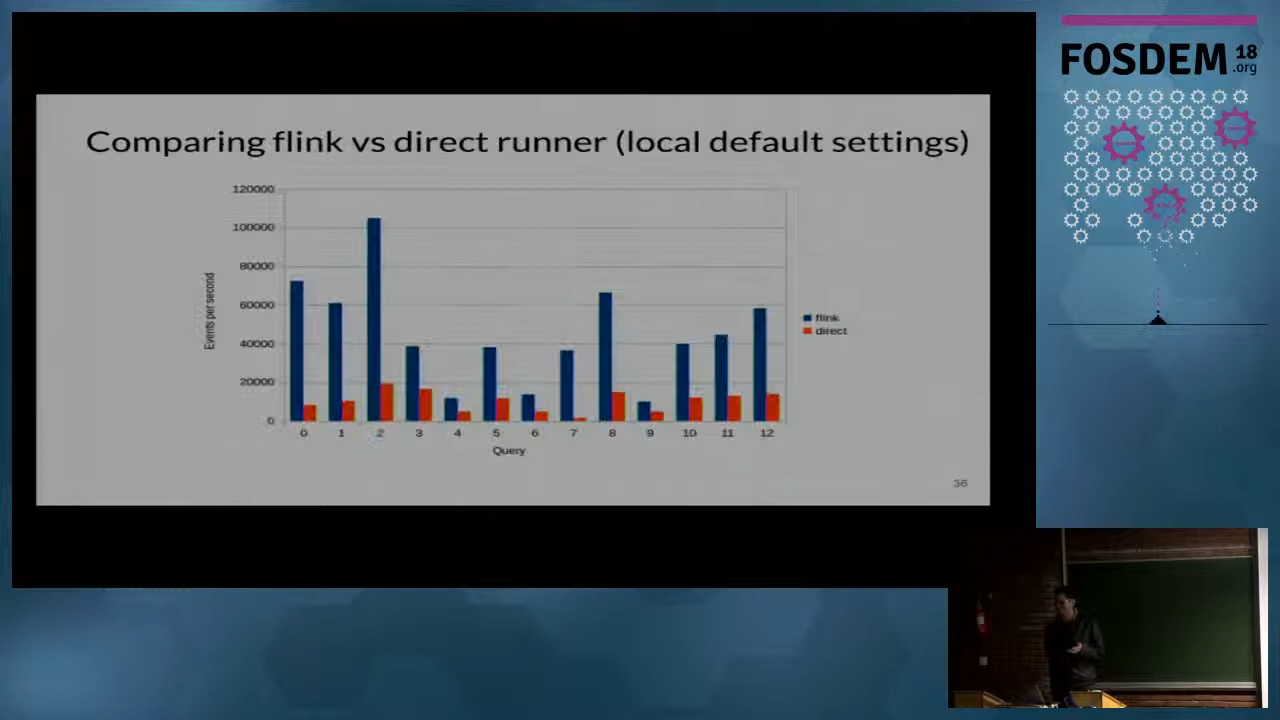 Comparing flink vs direct runner (local default settings)
120000
100000
80000
60000
40000
20000
0
Events per second
0 1 2 3 4 5 6 7 8 9 10 11 12
Query
flink
direct
36
FOSDEM 18
.org